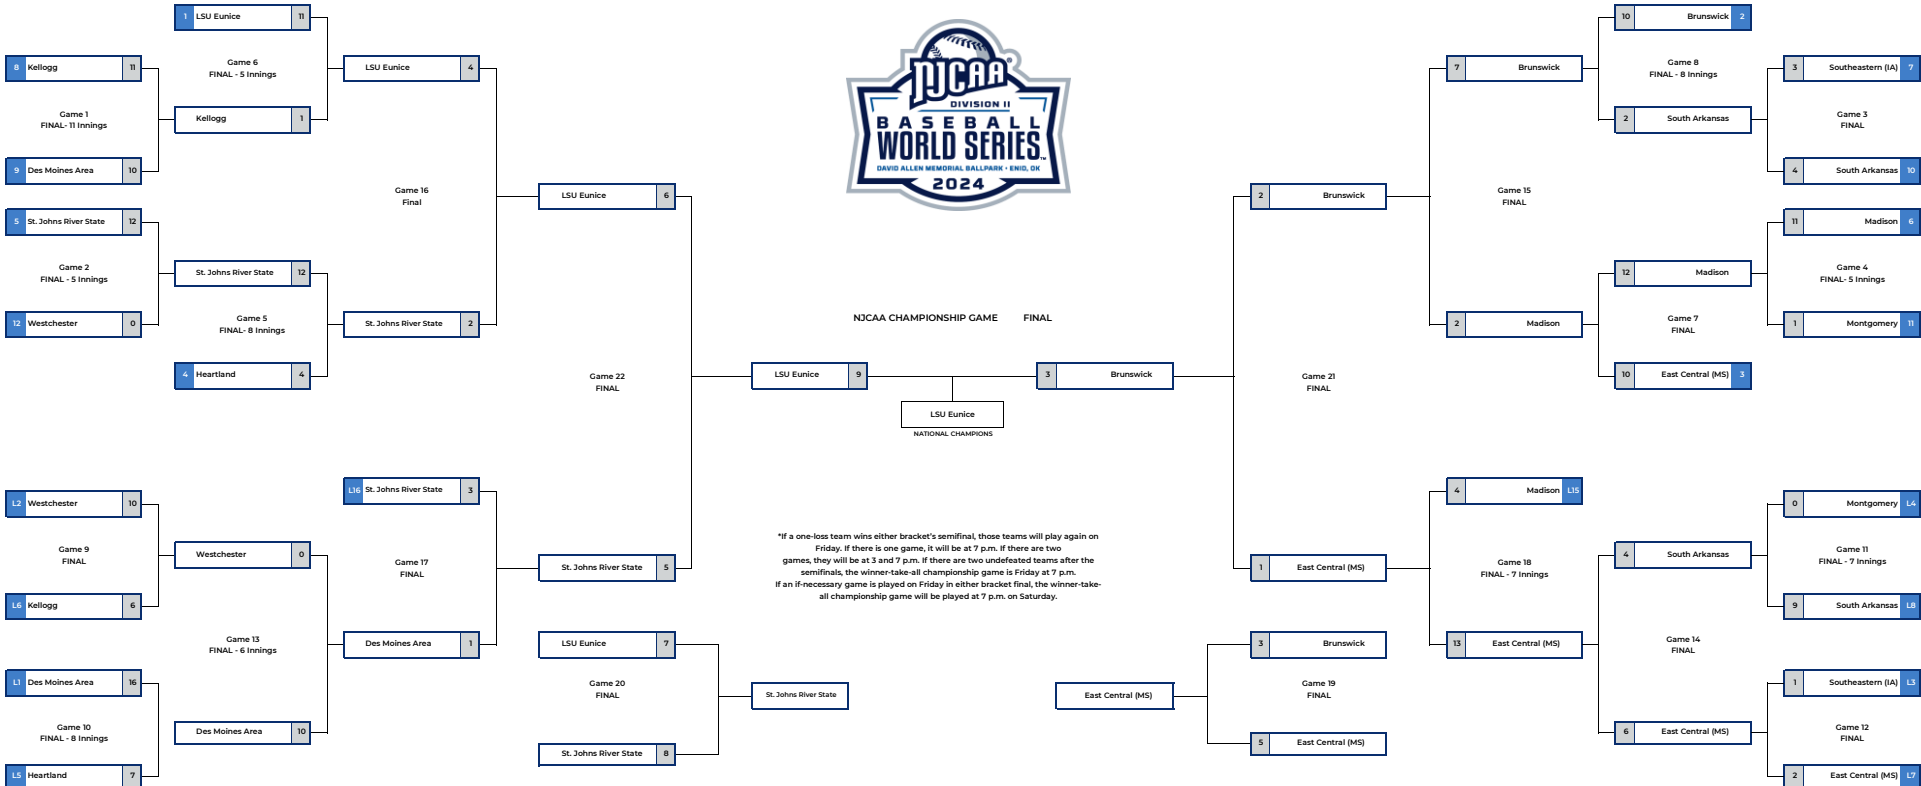 1 LSU Eunice 11
Game 6
FINAL - 5 Innings
8 Kellogg 11
LSU Eunice 4
Game 1
FINAL- 11 Innings
Kellogg 1
9 Des Moines Area 10
Game 16
Final
LSU Eunice 6
5 St. Johns River State 12
Game 2
FINAL - 5 Innings
St. Johns River State 12
12 Westchester 0
Game 5
FINAL- 8 Innings
St. Johns River State 2
4 Heartland 4
Game 22
FINAL
NJCAA
DIVISION II
BASEBALL
WORLD SERIES™
DAVID ALLEN MEMORIAL BALLPARK • ENID, OK
2024
NJCAA CHAMPIONSHIP GAME FINAL
LSU Eunice 9
3 Brunswick
LSU Eunice
NATIONAL CHAMPIONS
10 Brunswick 2
7 Brunswick
Game 8
FINAL - 8 Innings
3 Southeastern (IA) 7
2 South Arkansas
Game 3
FINAL
4 South Arkansas 10
2 Brunswick
Game 15
FINAL
11 Madison 6
12 Madison
Game 4
FINAL- 5 Innings
2 Madison
Game 7
FINAL
1 Montgomery 11
10 East Central (MS) 3
Game 21
FINAL
L16 St. Johns River State 3
L2 Westchester 10
Game 9
FINAL
Westchester 0
Game 17
FINAL
St. Johns River State 5
L6 Kellogg 6
Game 13
FINAL - 6 Innings
Des Moines Area 1
L1 Des Moines Area 16
Game 10
FINAL - 8 Innings
Des Moines Area 10
L5 Heartland 7
LSU Eunice 7
Game 20
FINAL
St. Johns River State
St. Johns River State 8
*If a one-loss team wins either bracket's semifinal, those teams will play again on
Friday. If there is one game, it will be at 7 p.m. If there are two
games, they will be at 3 and 7 p.m. If there are two undefeated teams after the
semifinals, the winner-take-all championship game is Friday at 7 p.m.
If an if-necessary game is played on Friday in either bracket final, the winner-take-
all championship game will be played at 7 p.m. on Saturday.
3 Brunswick
East Central (MS)
Game 19
FINAL
5 East Central (MS)
4 Madison L15
1 East Central (MS)
Game 18
FINAL - 7 Innings
13 East Central (MS)
0 Montgomery L4
4 South Arkansas
Game 11
FINAL - 7 Innings
9 South Arkansas L8
Game 14
FINAL
1 Southeastern (IA) L3
6 East Central (MS)
Game 12
FINAL
2 East Central (MS) L7